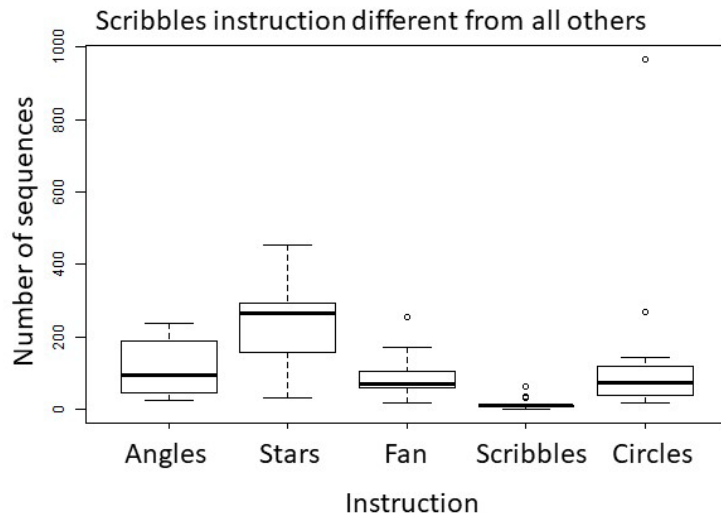 Scribbles instruction different from all others
Number of sequences
1000
800
600
400
200
0
Angles Stars Fan Scribbles Circles
Instruction